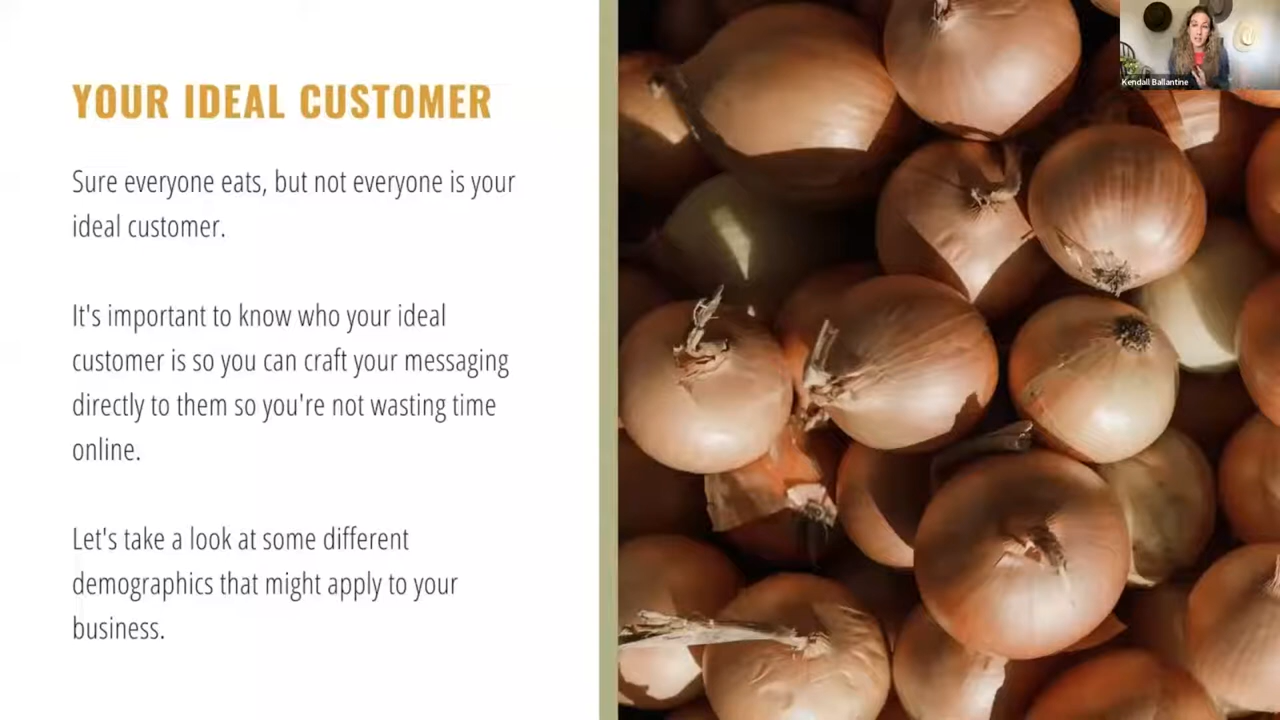 YOUR IDEAL CUSTOMER
Sure everyone eats, but not everyone is your
ideal customer.
It's important to know who your ideal
customer is so you can craft your messaging
directly to them so you're not wasting time
online.
Let's take a look at some different
demographics that might apply to your
business.
Kendall Ballantine